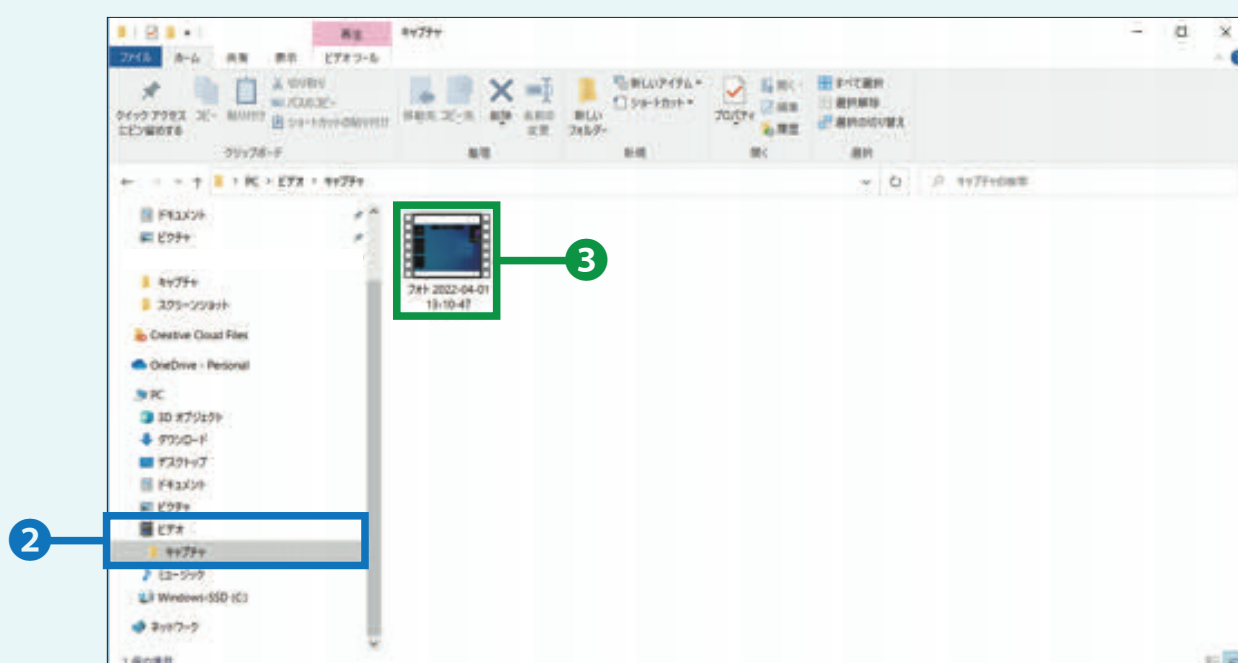 再生 キャプチャ
ファイル ホーム 共有 表示 ビデオ ツール
クイック アクセス
にピン留めする
コピー 貼り付け
切り取り
パスのコピー
ショートカットの貼り付け
移動先 コピー先 削除 名前の
変更
新しい
フォルダー
新しいアイテム
ショートカット
プロパティ
開く
編集
履歴
すべて選択
選択解除
選択の切り替え
クリップボード 整理 新規 開く 選択
PC > ビデオ > キャプチャ
キャプチャの検索
ドキュメント
ピクチャ
キャプチャ
スクリーンショット
Creative Cloud Files
OneDrive - Personal
PC
3D オブジェクト
ダウンロード
デスクトップ
ドキュメント
ピクチャ
ビデオ
キャプチャ
ミュージック
Windows-SSD (C:)
ネットワーク
1 個の項目
フォト 2022-04-01
13-10-47
3
2